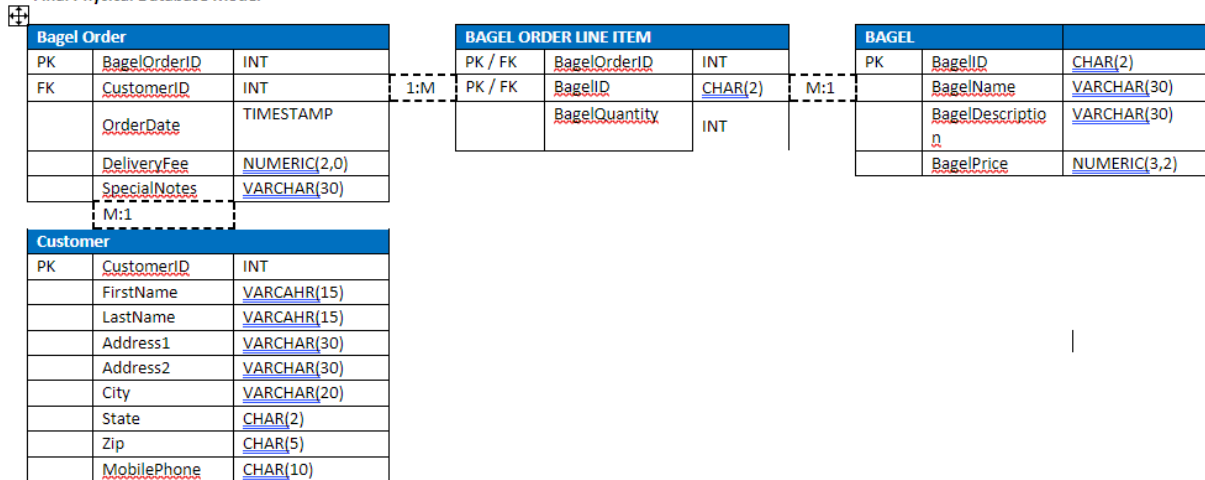 Bagel Order
PK BagelOrderID INT
FK CustomerID INT
OrderDate TIMESTAMP
DeliveryFee NUMERIC(2,0)
SpecialNotes VARCHAR(30)
1:M
BAGEL ORDER LINE ITEM
PK / FK BagelOrderID INT
PK / FK BagelID CHAR(2)
BagelQuantity INT
M:1
BAGEL
PK BagelID CHAR(2)
BagelName VARCHAR(30)
BagelDescriptio
n VARCHAR(30)
BagelPrice NUMERIC(3,2)
M:1
Customer
PK CustomerID INT
FirstName VARCAHR(15)
LastName VARCAHR(15)
Address1 VARCHAR(30)
Address2 VARCHAR(30)
City VARCHAR(20)
State CHAR(2)
Zip CHAR(5)
MobilePhone CHAR(10)